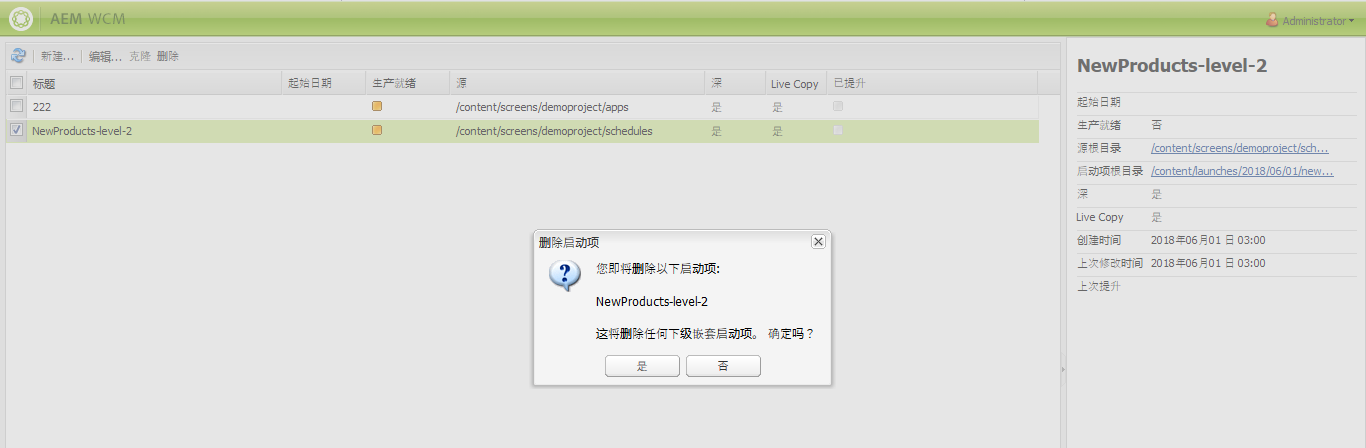 AEM WCM
Administrator
新建... 编辑... 克隆 删除
标题 起始日期 生产就绪 源 深 Live Copy 已提升
222 /content/screens/demoproject/apps 是 是
NewProducts-level-2 /content/screens/demoproject/schedules 是 是
NewProducts-level-2
起始日期
生产就绪 否
源根目录 /content/screens/demoproject/sch...
启动项根目录 /content/launches/2018/06/01/new...
深 是
Live Copy 是
创建时间 2018年06月01 日 03:00
上次修改时间 2018年06月01 日 03:00
上次提升
删除启动项
您即将删除以下启动项:
NewProducts-level-2
这将删除任何下级嵌套启动项。 确定吗？
是 否